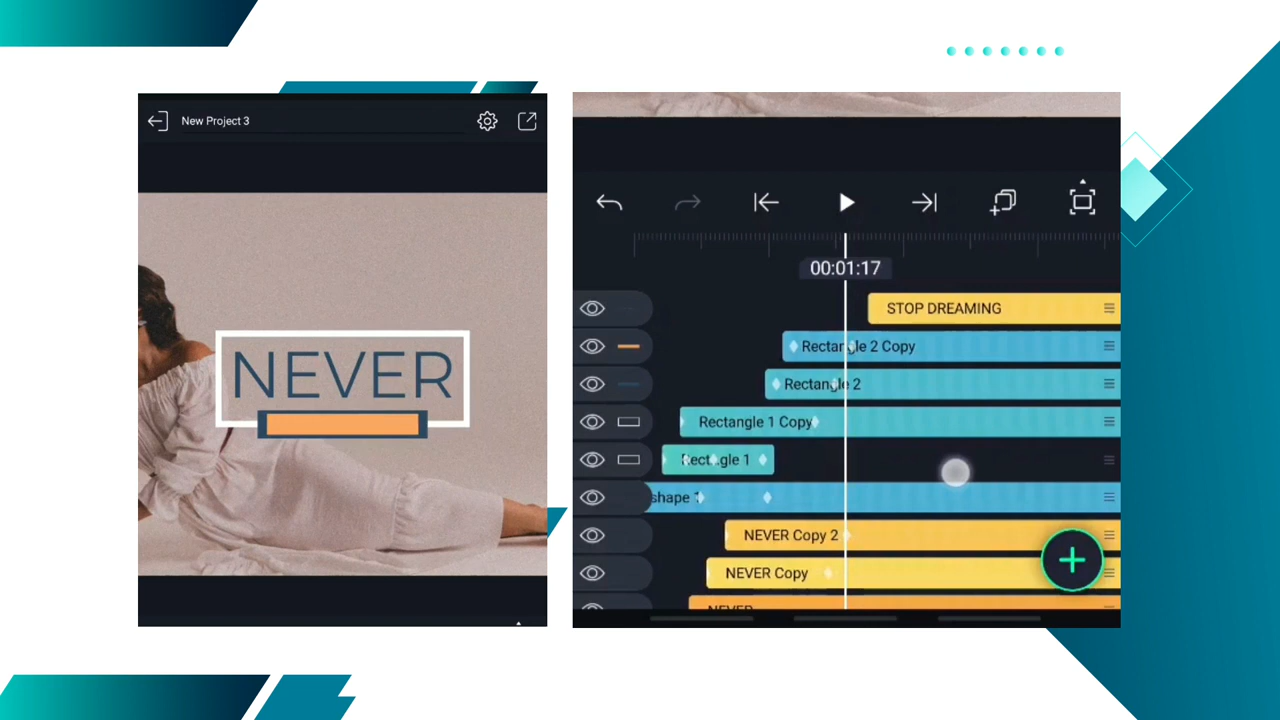 New Project 3
NEVER
00:01:17
STOP DREAMING
Rectangle 2 Copy
Rectangle 2
Rectangle 1 Copy
Rectangle 1
shape 1
NEVER Copy 2
NEVER Copy
NEVER